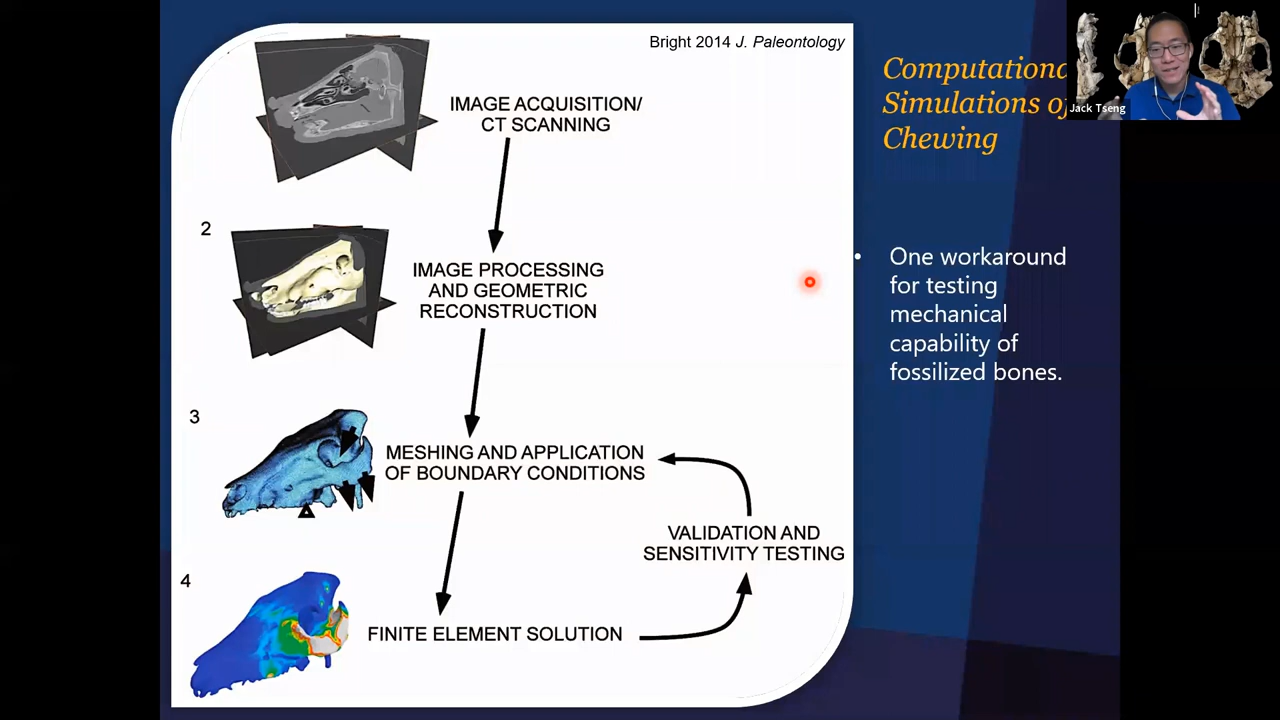 Bright 2014 J. Paleontology
IMAGE ACQUISITION/
CT SCANNING
2
IMAGE PROCESSING
AND GEOMETRIC
RECONSTRUCTION
3
MESHING AND APPLICATION
OF BOUNDARY CONDITIONS
VALIDATION AND
SENSITIVITY TESTING
4
FINITE ELEMENT SOLUTION
Computationa
Simulations of
Chewing
Jack Tseng
• One workaround
for testing
mechanical
capability of
fossilized bones.